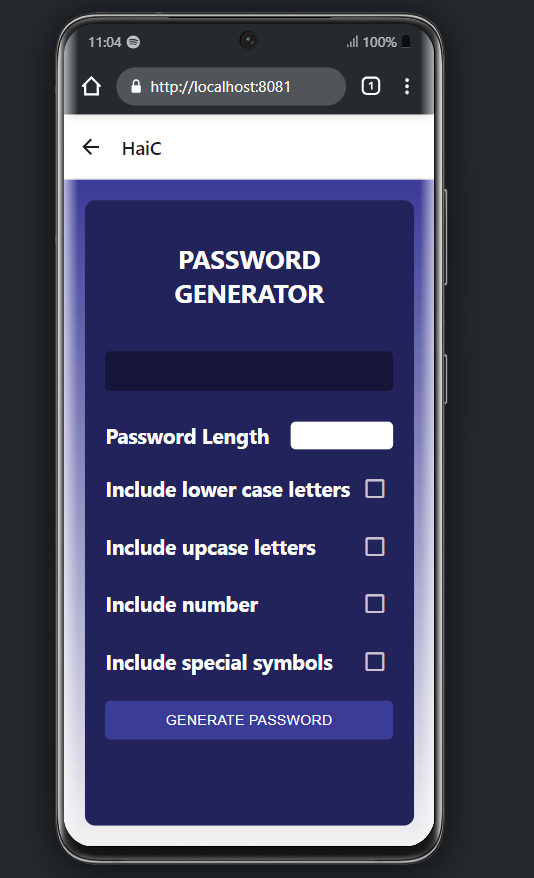 11:04 100%
http://localhost:8081 1
HaiC
PASSWORD
GENERATOR
Password Length
Include lower case letters
Include upcase letters
Include number
Include special symbols
GENERATE PASSWORD